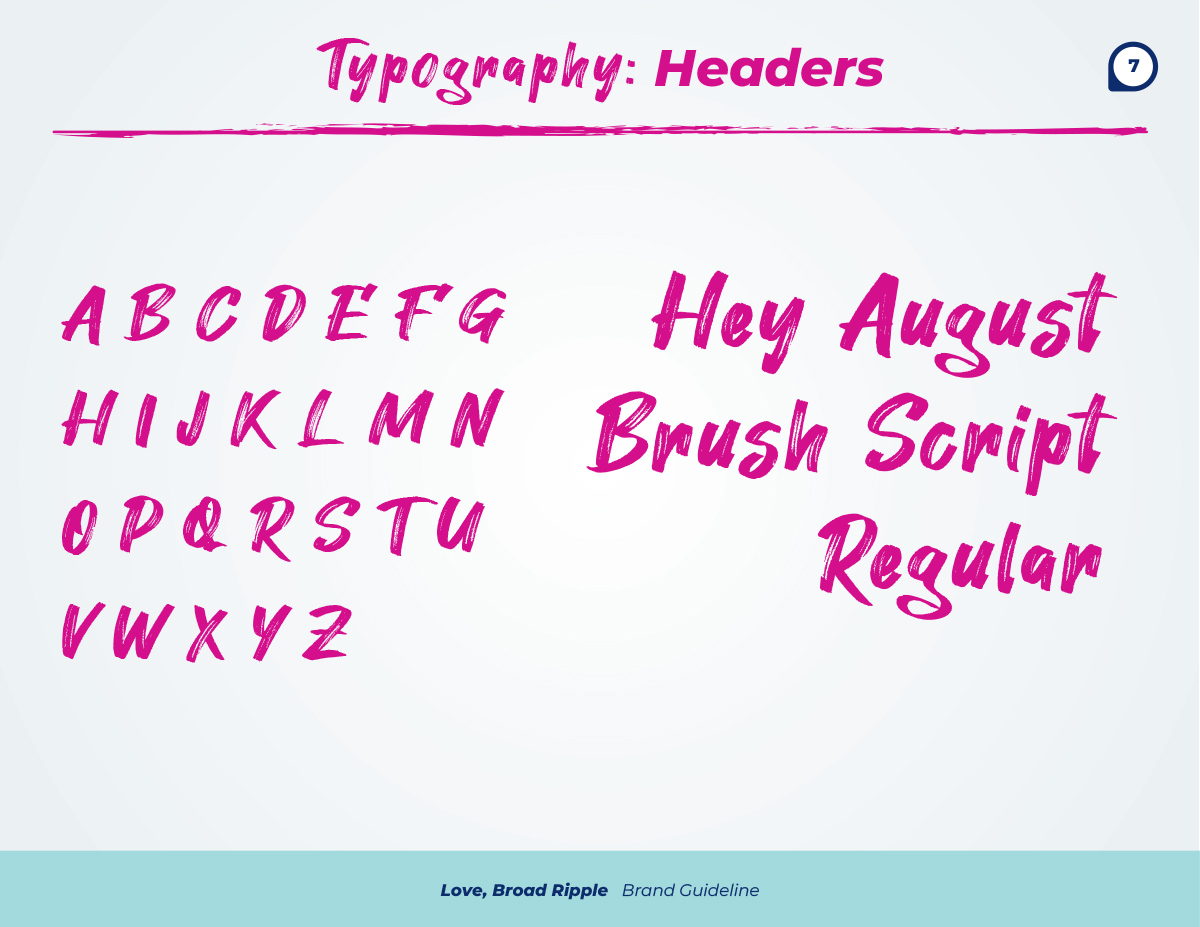 Typography: Headers
7
A B C D E F G
H I J K L M N
O P Q R S T U
V W X Y Z
Hey August
Brush Script
Regular
Love, Broad Ripple Brand Guideline